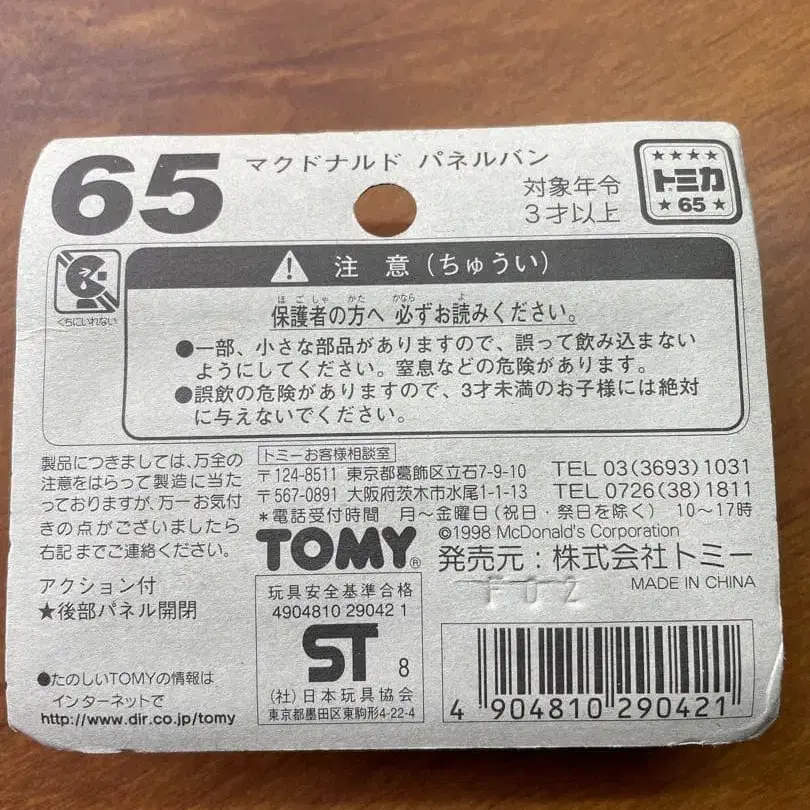 65
マクドナルド パネルバン
対象年令
3才以上
トミカ
65
くちにいれない
注意(ちゅうい)
ほごしゃ かた かなら よ
保護者の方へ 必ずお読みください。
●一部、小さな部品がありますので、誤って飲み込まない
ようにしてください。窒息などの危険があります。
●誤飲の危険がありますので、3才未満のお子様には絶対
に与えないでください。
製品につきましては、万全の
注意をはらって製造に当た
っておりますが、万一お気付
きの点がございましたら
右記までご連絡ください。
アクション付
★後部パネル開閉
●たのしいTOMYの情報は
インターネットで
http://www.dir.co.jp/tomy
トミーお客様相談室
〒124-8511 東京都葛飾区立石7-9-10 TEL 03(3693)1031
〒567-0891 大阪府茨木市水尾1-1-13 TEL 0726(38)1811
*電話受付時間 月～金曜日(祝日・祭日を除く) 10～17時
TOMY®
©1998 McDonald's Corporation
発売元:株式会社トミー
F02
MADE IN CHINA
玩具安全基準合格
4904810 29042 1
ST 8
(社)日本玩具協会
東京都墨田区東駒形4-22-4
4 904810 290421